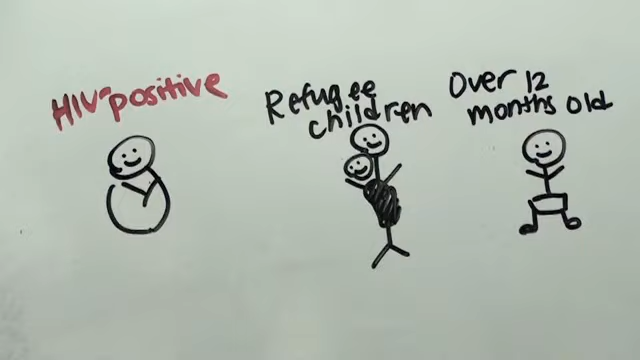 HIV-positive
Refugee
children
Over 12
months old